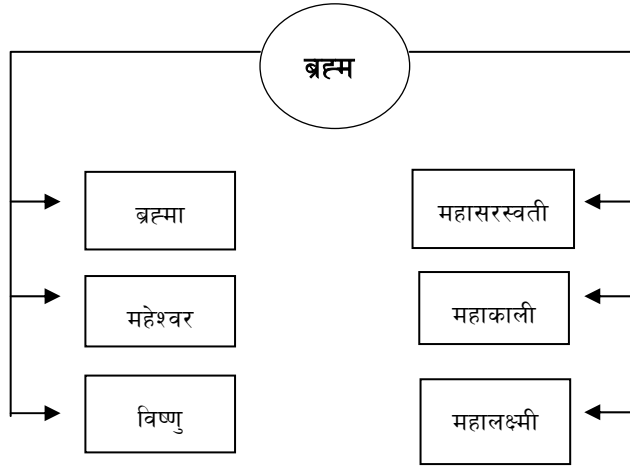 ब्रह्म
ब्रह्मा
महासरस्वती
महेश्वर
महाकाली
विष्णु
महालक्ष्मी